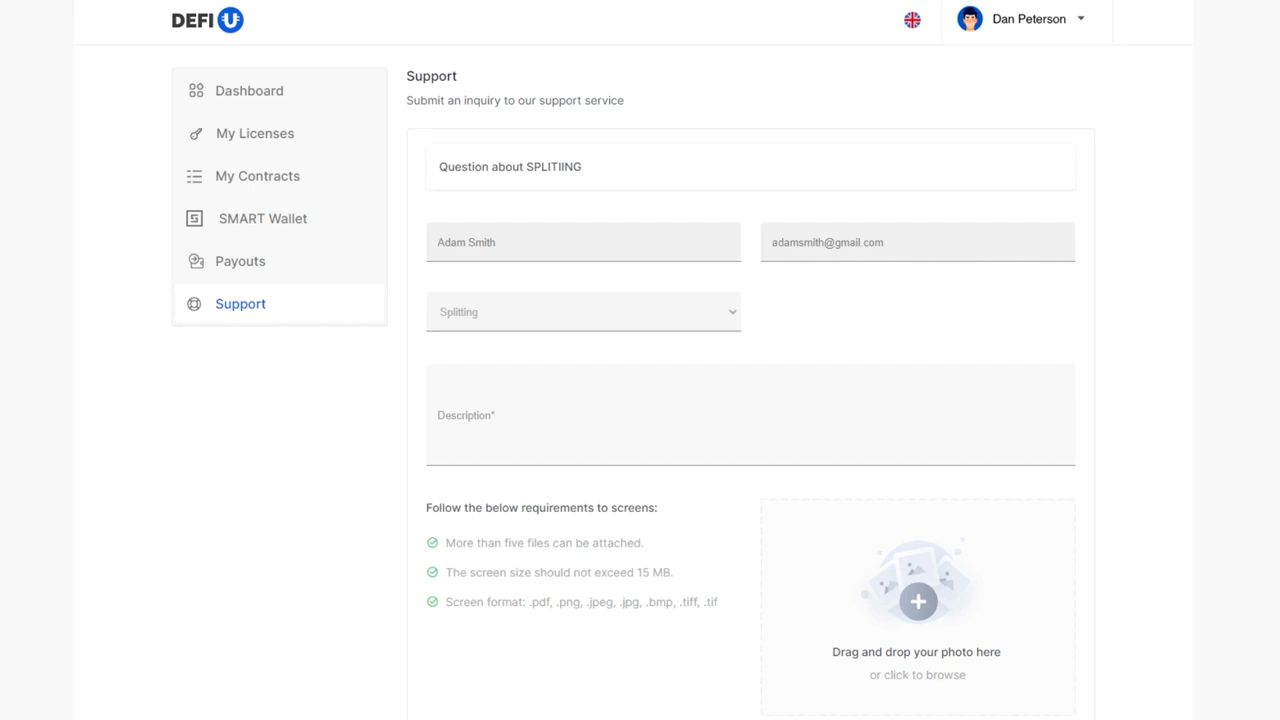 DEFI U
Dan Peterson
Dashboard
My Licenses
My Contracts
SMART Wallet
Payouts
Support
Support
Submit an inquiry to our support service
Question about SPLITIING
Adam Smith
adamsmith@gmail.com
Splitting
Description*
Follow the below requirements to screens:
More than five files can be attached.
The screen size should not exceed 15 MB.
Screen format: .pdf, .png, .jpeg, .jpg, .bmp, .tiff, .tif
Drag and drop your photo here
or click to browse